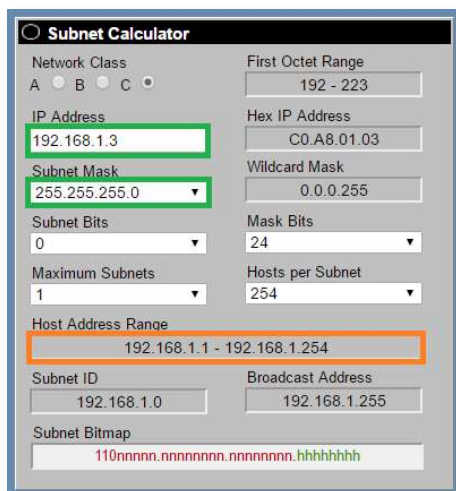 Subnet Calculator
Network Class
First Octet Range
A B C
192 - 223
IP Address
Hex IP Address
192.168.1.3
C0.A8.01.03
Subnet Mask
Wildcard Mask
255.255.255.0
0.0.0.255
Subnet Bits
Mask Bits
0
24
Maximum Subnets
Hosts per Subnet
1
254
Host Address Range
192.168.1.1 - 192.168.1.254
Subnet ID
Broadcast Address
192.168.1.0
192.168.1.255
Subnet Bitmap
110nnnnn.nnnnnnnn.nnnnnnnn.hhhhhhhh